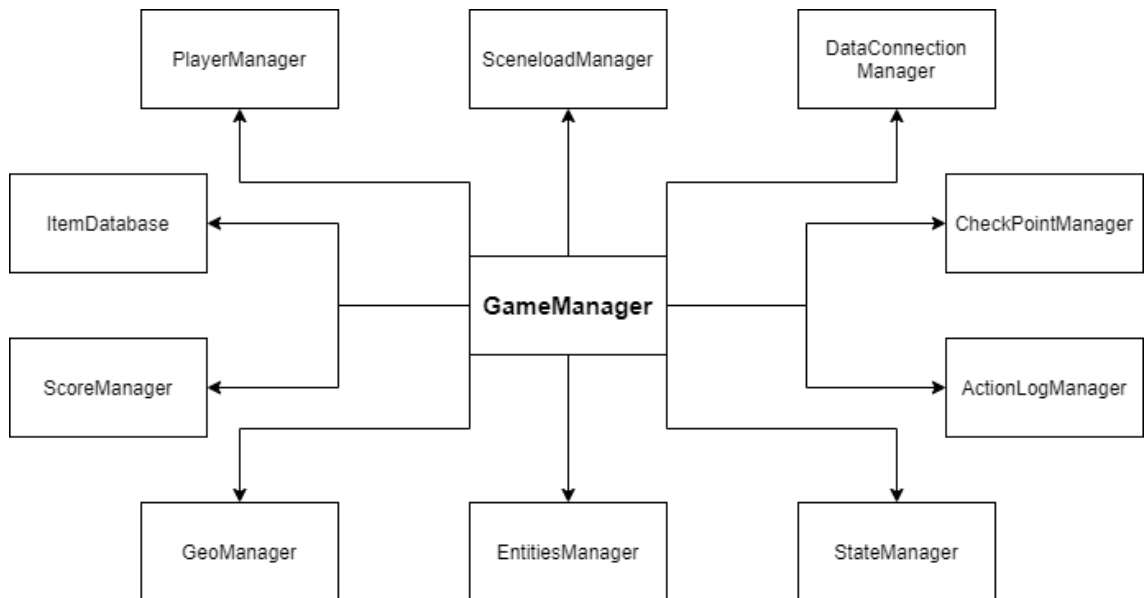 PlayerManager
SceneloadManager
DataConnection
Manager
ItemDatabase
CheckPointManager
GameManager
ScoreManager
ActionLogManager
GeoManager
EntitiesManager
StateManager